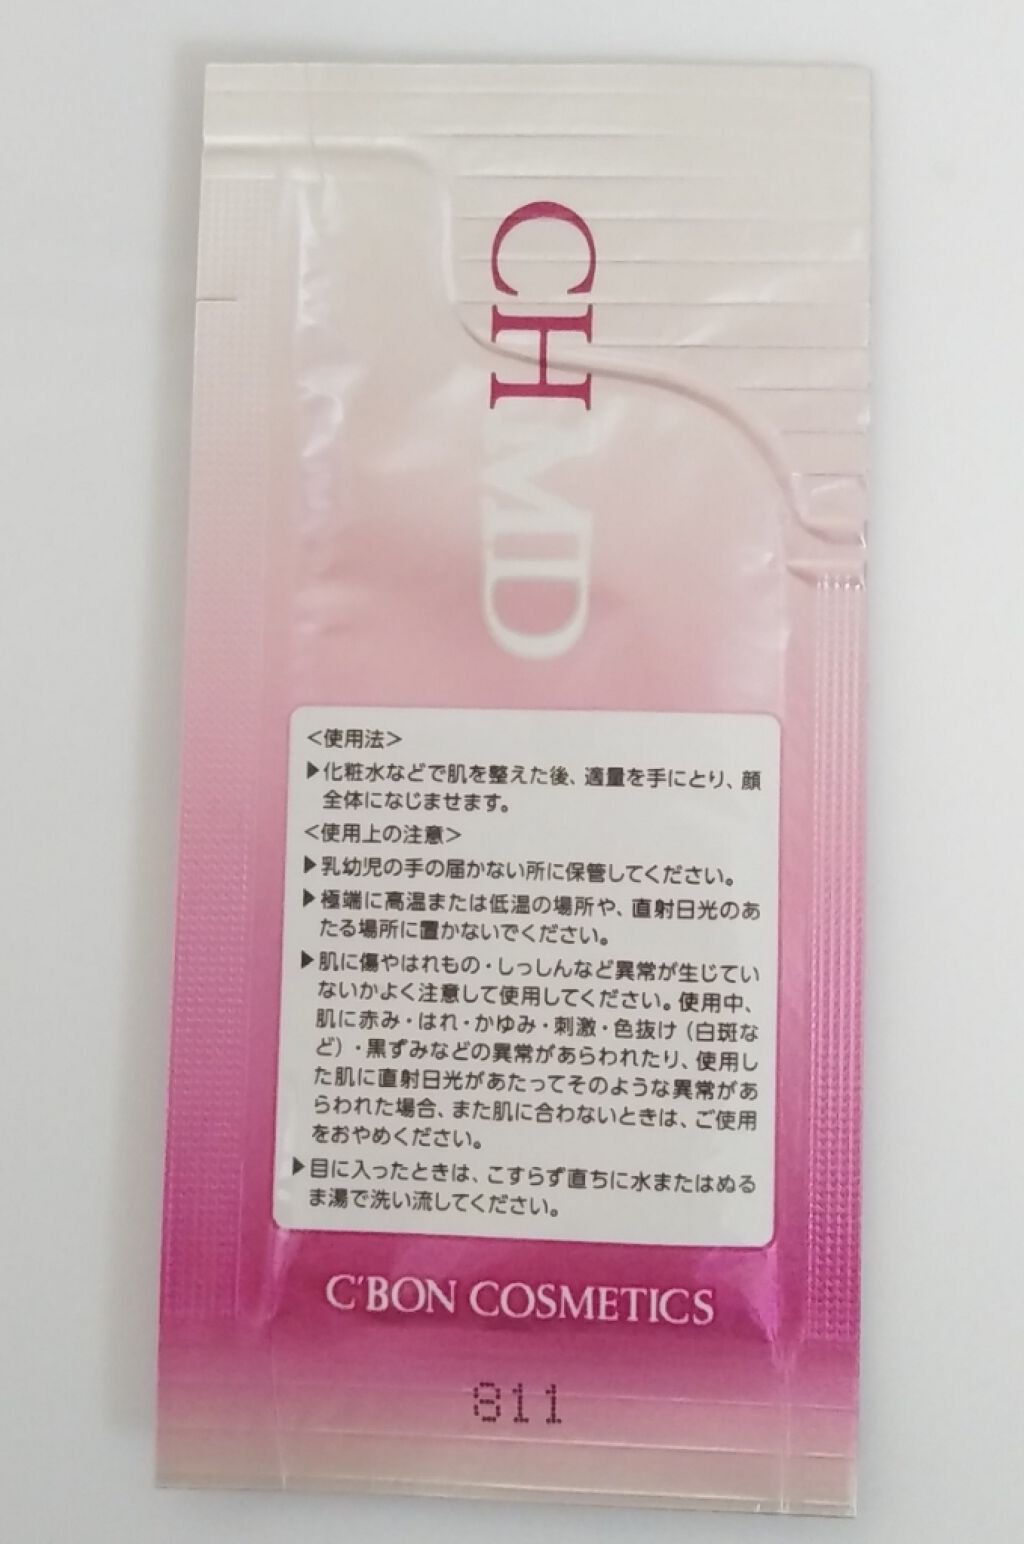 CHMD
<使用法>
▶化粧水などで肌を整えた後、適量を手にとり、顔
全体になじませます。
<使用上の注意>
▶乳幼児の手の届かない所に保管してください。
▶極端に高温または低温の場所や、直射日光のあ
たる場所に置かないでください。
▶肌に傷やはれもの・しっしんなど異常が生じてい
ないかよく注意して使用してください。使用中、
肌に赤み・はれ・かゆみ・刺激・色抜け（白斑な
ど）・黒ずみなどの異常があらわれたり、使用し
た肌に直射日光があたってそのような異常があ
らわれた場合、また肌に合わないときは、ご使用
をおやめください。
▶目に入ったときは、こすらず直ちに水またはぬる
ま湯で洗い流してください。
C'BON COSMETICS
811